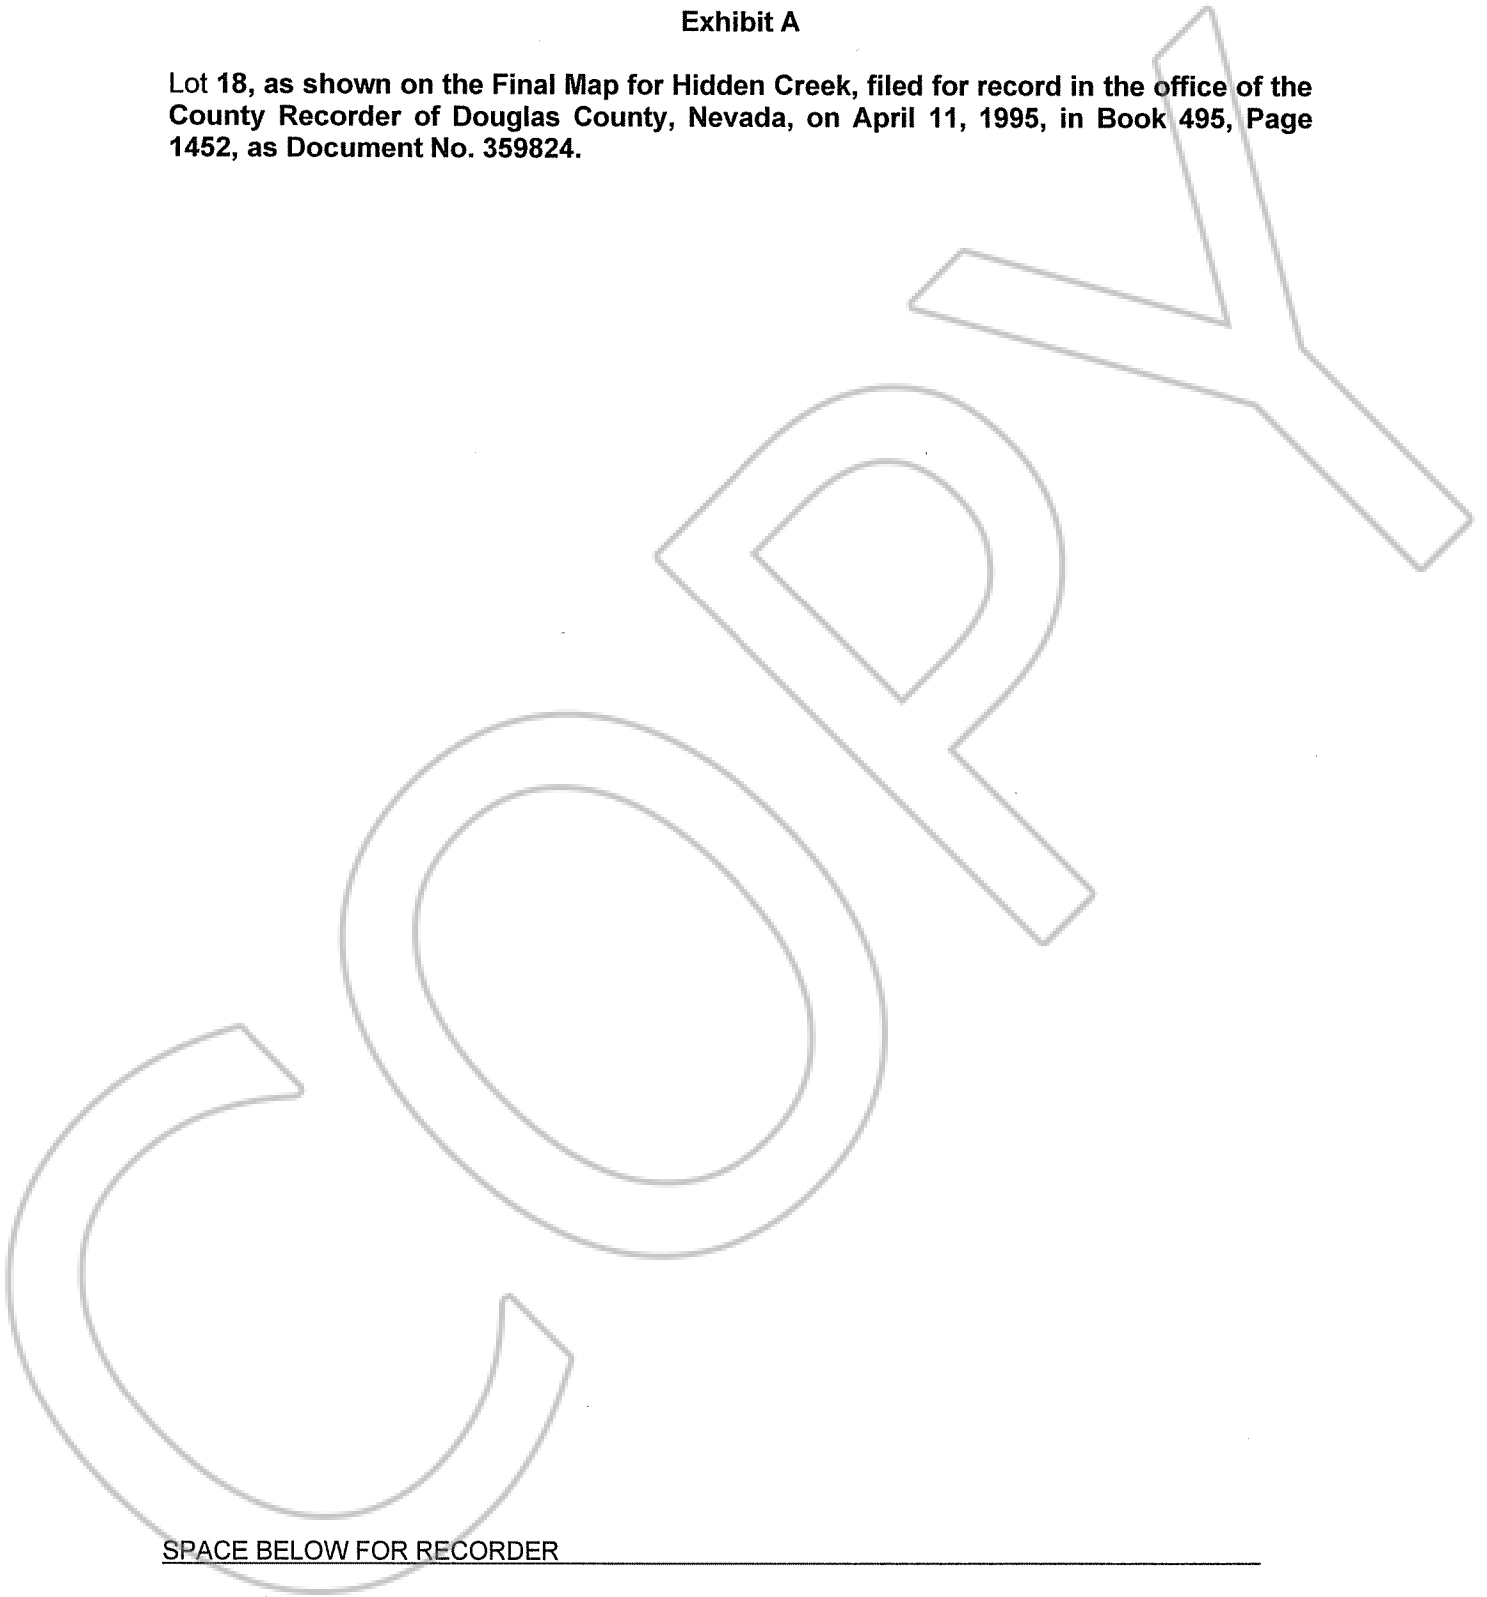 Exhibit A
Lot 18, as shown on the Final Map for Hidden Creek, filed for record in the office of the
County Recorder of Douglas County, Nevada, on April 11, 1995, in Book 495, Page
1452, as Document No. 359824.
COPY
SPACE BELOW FOR RECORDER